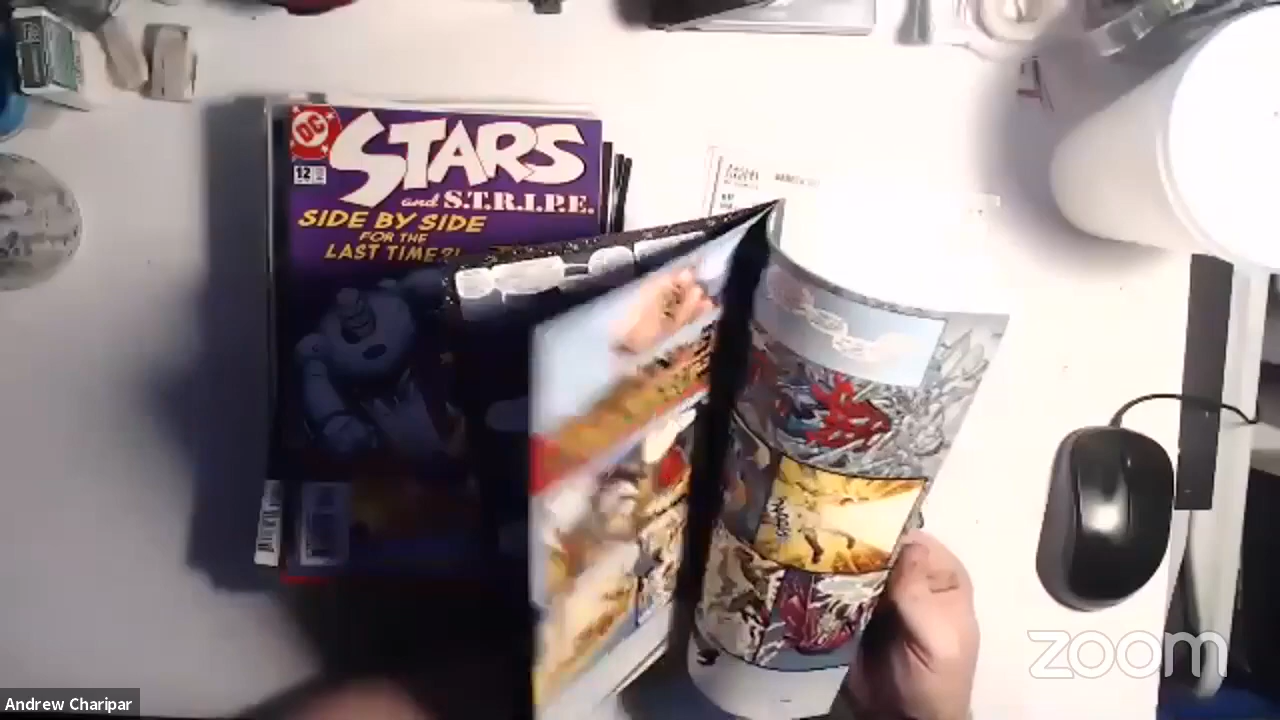 DC
STARS
12
and S.T.R.I.P.E.
SIDE BY SIDE
FOR THE
LAST TIME?!
zoom
Andrew Charipar